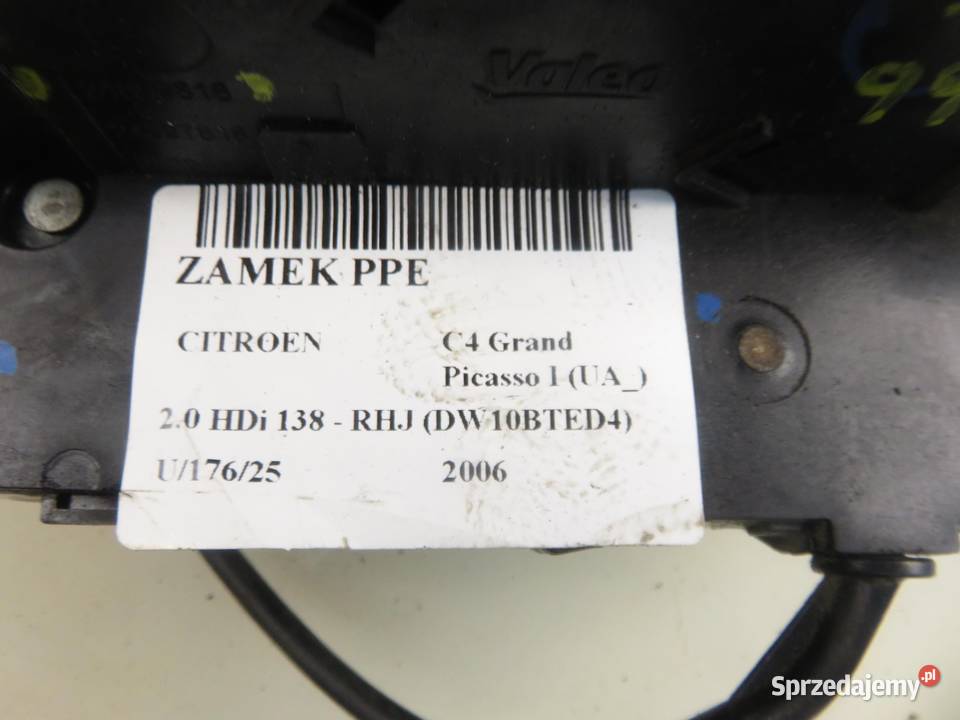 Valeo
99
ZAMEK PPE
CITROEN C4 Grand
Picasso I (UA_)
2.0 HDi 138 - RHJ (DW10BTED4)
U/176/25 2006
Sprzedajemy.pl